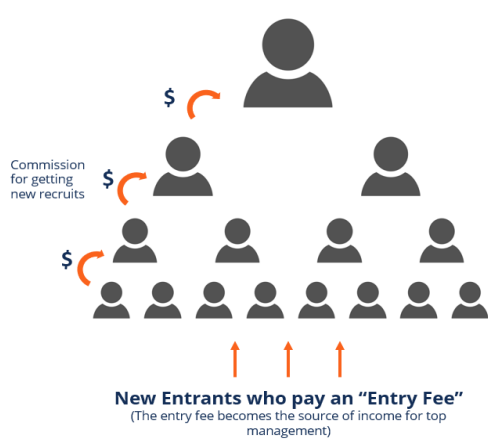 $
Commission
for getting
new recruits
$
$
New Entrants who pay an “Entry Fee”
(The entry fee becomes the source of income for top
management)